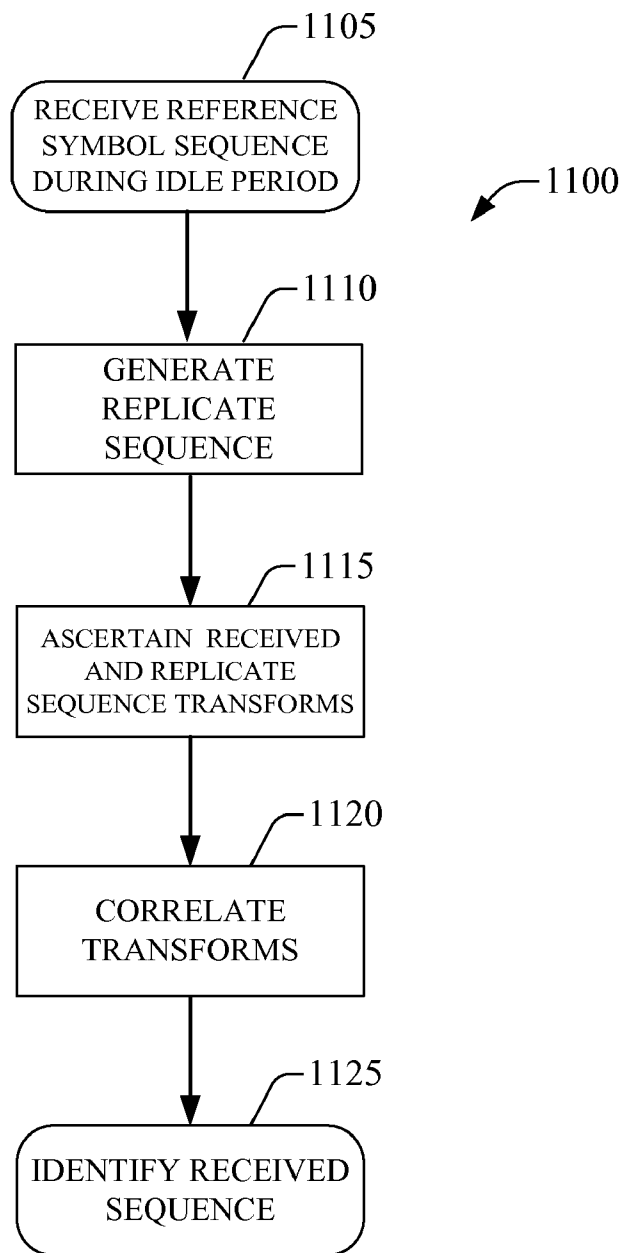 1105
RECEIVE REFERENCE
SYMBOL SEQUENCE
DURING IDLE PERIOD
1100
1110
GENERATE
REPLICATE
SEQUENCE
1115
ASCERTAIN RECEIVED
AND REPLICATE
SEQUENCE TRANSFORMS
1120
CORRELATE
TRANSFORMS
1125
IDENTIFY RECEIVED
SEQUENCE